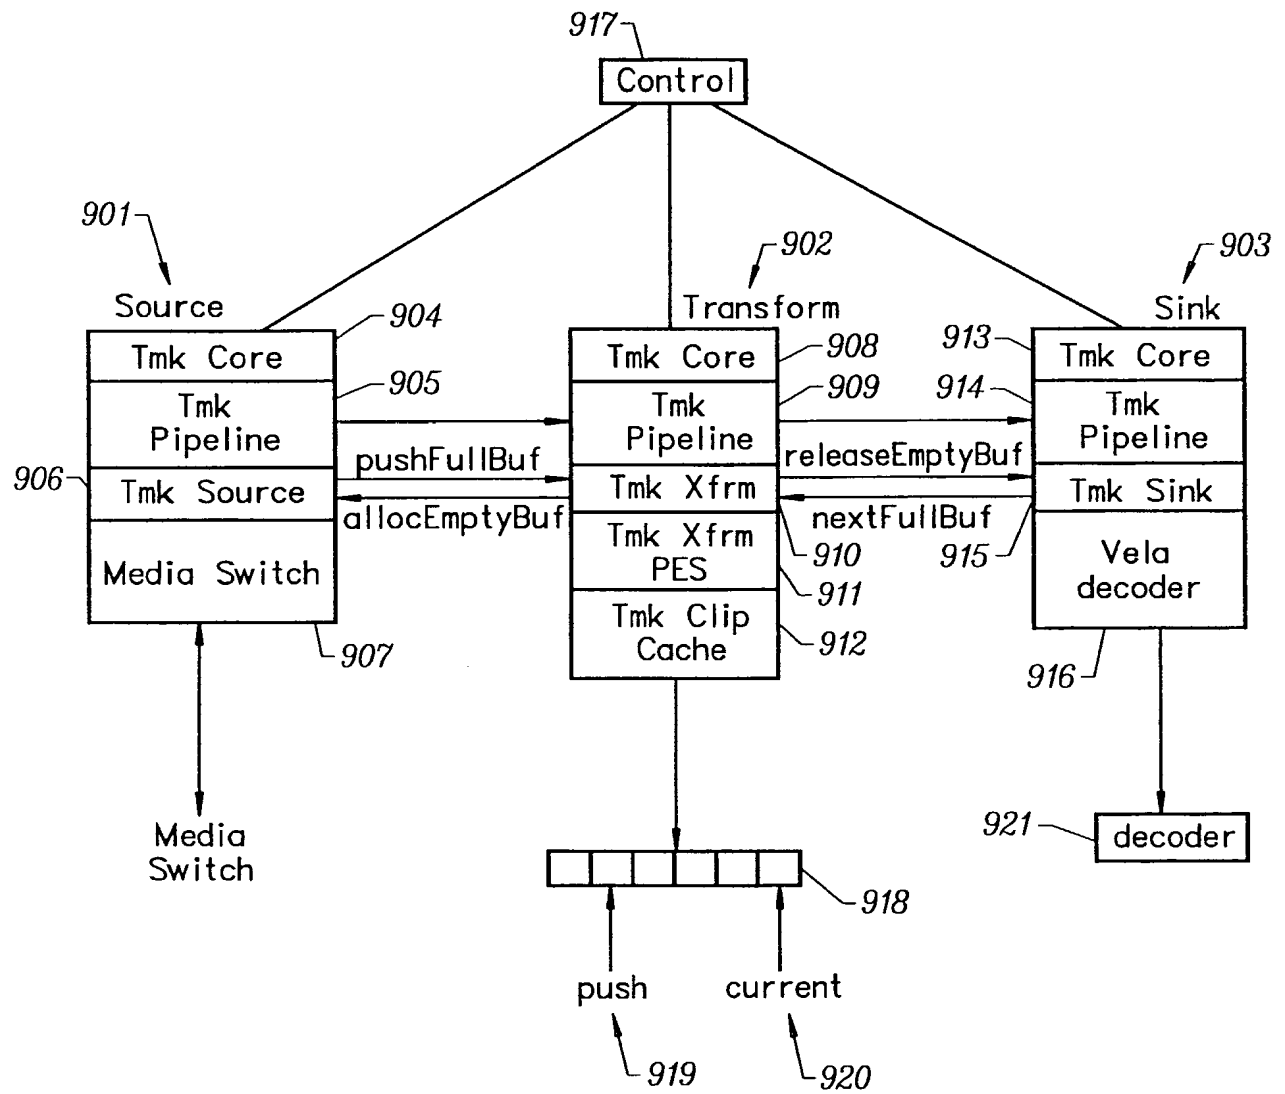 917
Control
901
902
903
Source
Transform
Sink
904
908
913
Tmk Core
Tmk Core
Tmk Core
905
909
914
Tmk
Pipeline
Tmk
Pipeline
Tmk
Pipeline
pushFullBuf
releaseEmptyBuf
906
Tmk Source
Tmk Xfrm
Tmk Sink
allocEmptyBuf
nextFullBuf
910
915
Media Switch
Tmk Xfrm
PES
Vela
decoder
911
Tmk Clip
Cache
907
912
916
Media
Switch
921
decoder
918
push
current
919
920